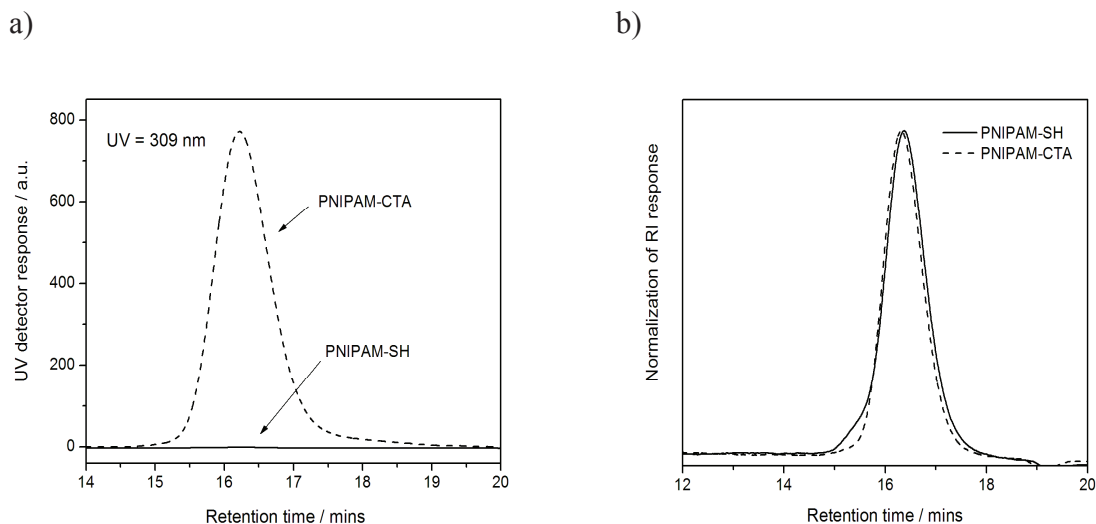 a)
UV = 309 nm
PNIPAM-CTA
PNIPAM-SH
UV detector response / a.u.
800
600
400
200
0
14 15 16 17 18 19 20
Retention time / mins
b)
PNIPAM-SH
PNIPAM-CTA
Normalization of RI response
12 14 16 18 20
Retention time / mins